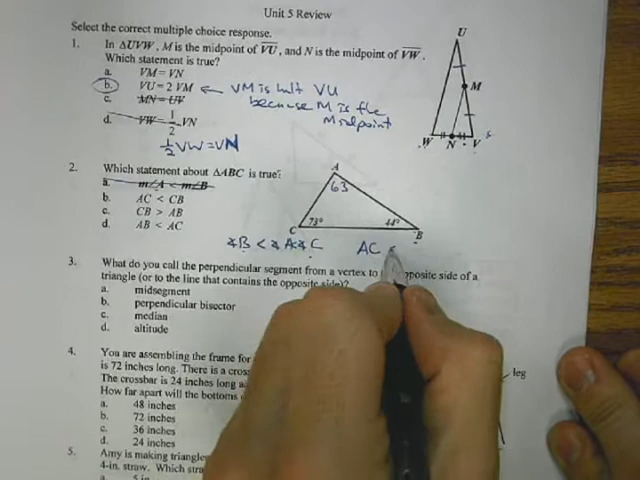 Unit 5 Review
Select the correct multiple choice response.
1. In △UVW, M is the midpoint of VU, and N is the midpoint of VW.
Which statement is true?
a. VM = VN
b. VU = 2 VM ← VM is half VU
c. MN = UV because M is the
d. VW = 1/2 VN Midpoint
1/2 VW = VN
U
M
W N V
2. Which statement about △ABC is true?
a. m∠A < m∠B
b. AC < CB
c. CB > AB
d. AB < AC
A
63
C 73° 44° B
∢B < ∢A ∢C AC <
3. What do you call the perpendicular segment from a vertex to opposite side of a
triangle (or to the line that contains the opposite side)?
a. midsegment
b. perpendicular bisector
c. median
d. altitude
4. You are assembling the frame for
is 72 inches long. There is a
The crossbar is 24 inches long
How far apart will the bottoms
a. 48 inches
b. 72 inches
c. 36 inches
d. 24 inches
leg
5. Amy is making
4-in. straw. Which